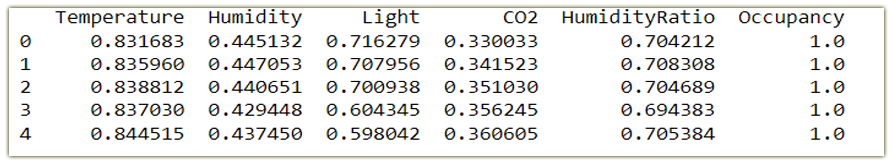 Temperature Humidity Light CO2 HumidityRatio Occupancy
0 0.831683 0.445132 0.716279 0.330033 0.704212 1.0
1 0.835960 0.447053 0.707956 0.341523 0.708308 1.0
2 0.838812 0.440651 0.700938 0.351030 0.704689 1.0
3 0.837030 0.429448 0.604345 0.356245 0.694383 1.0
4 0.844515 0.437450 0.598042 0.360605 0.705384 1.0